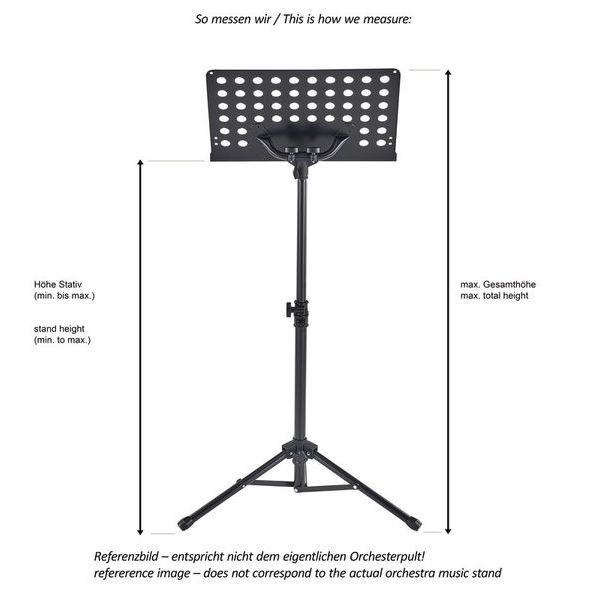 So messen wir / This is how we measure:
Höhe Stativ
(min. bis max.)
stand height
(min. to max.)
max. Gesamthöhe
max. total height
Referenzbild – entspricht nicht dem eigentlichen Orchesterpult!
refererence image – does not correspond to the actual orchestra music stand